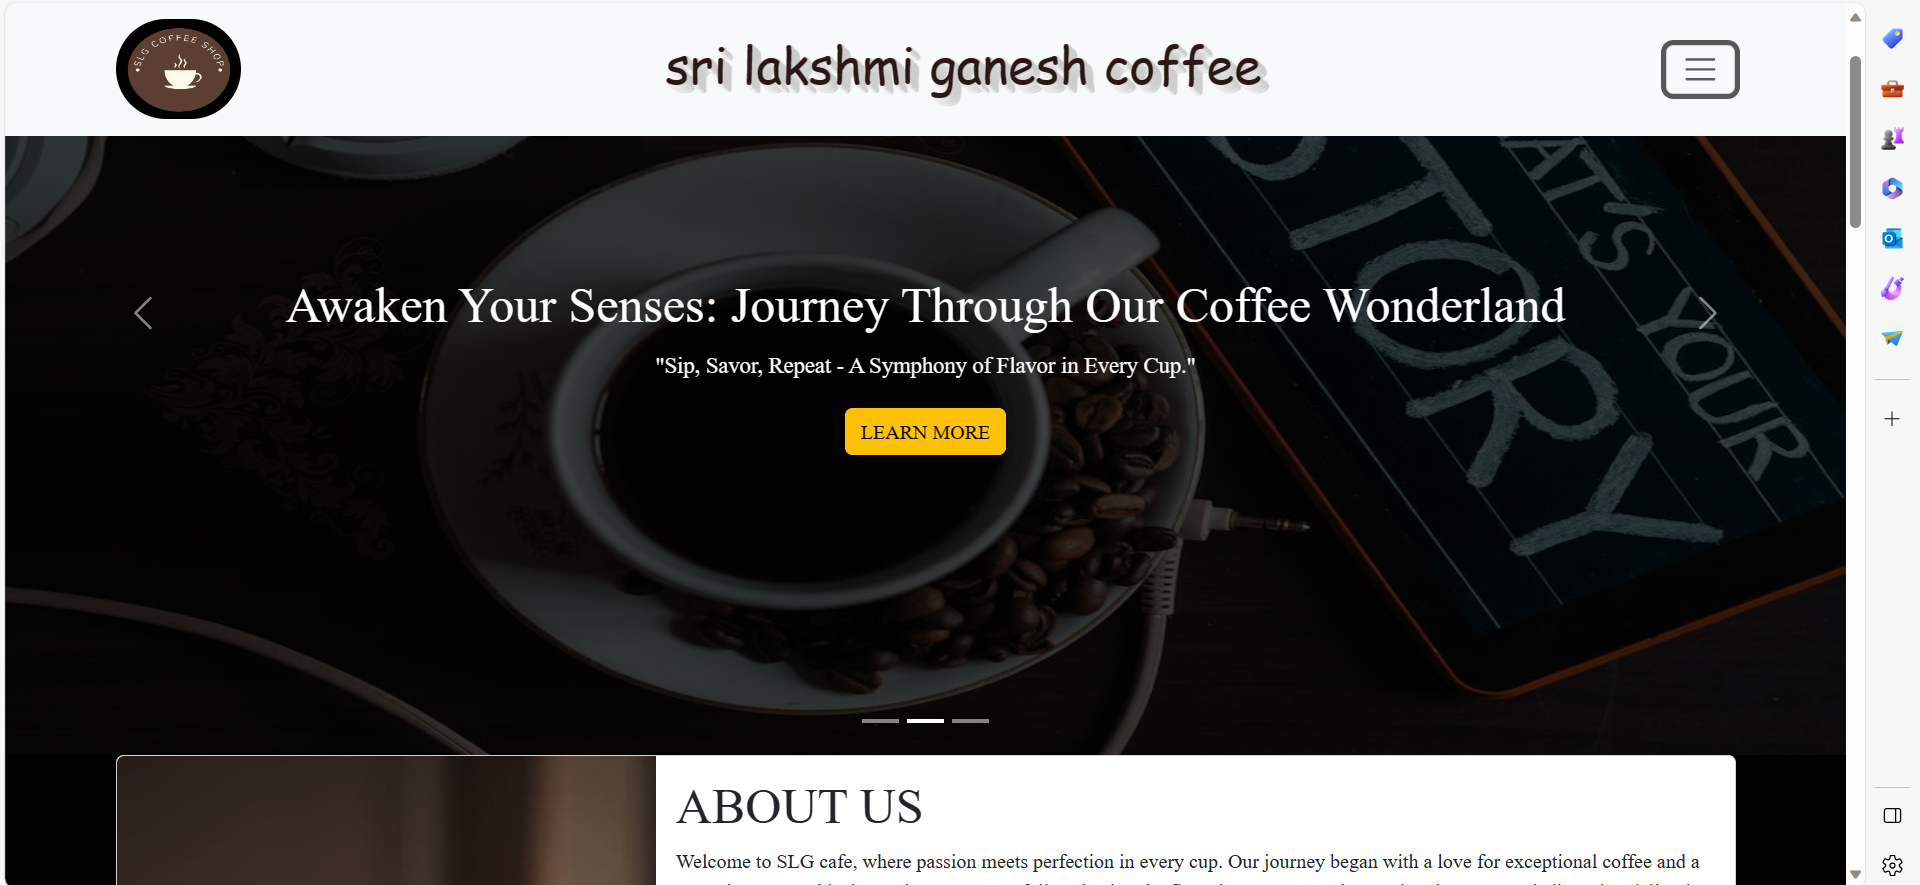 SLG COFFEE SHOP
sri lakshmi ganesh coffee
AT'S YOUR
STORY
Awaken Your Senses: Journey Through Our Coffee Wonderland
"Sip, Savor, Repeat - A Symphony of Flavor in Every Cup."
LEARN MORE
ABOUT US
Welcome to SLG cafe, where passion meets perfection in every cup. Our journey began with a love for exceptional coffee and a